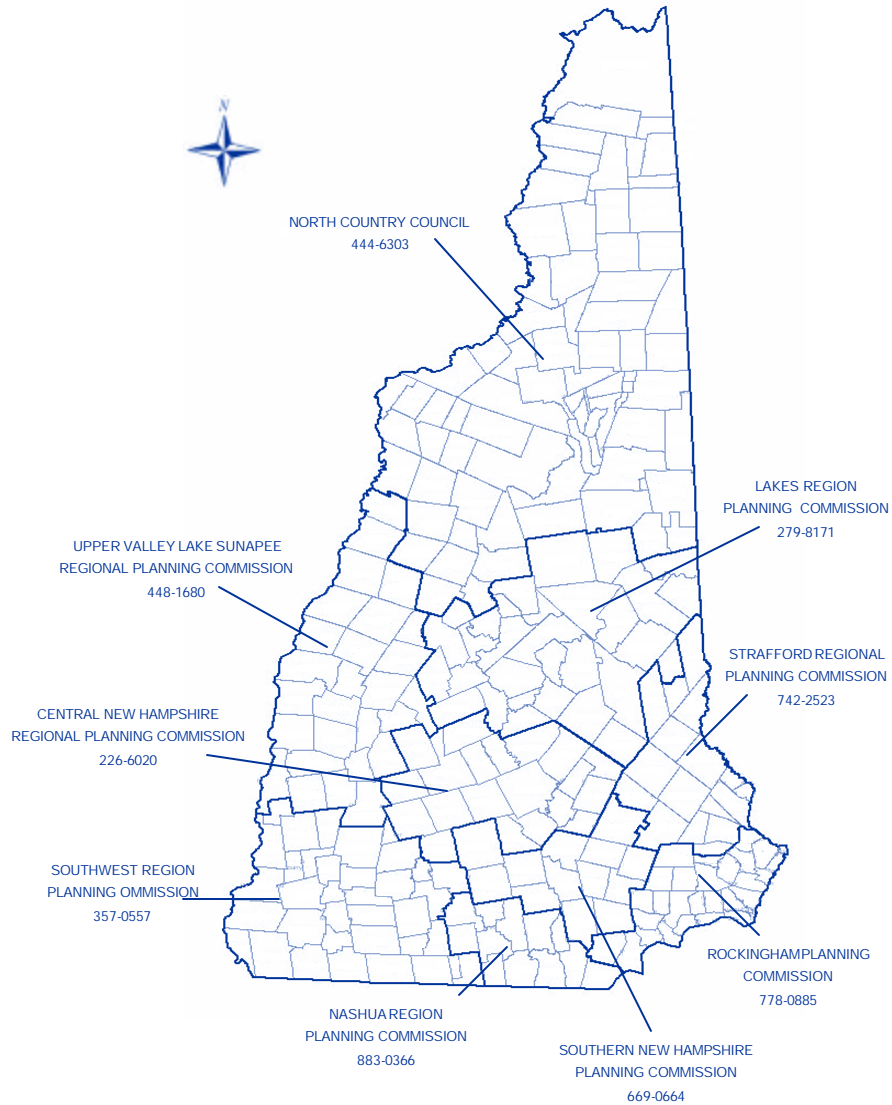 N
NORTH COUNTRY COUNCIL
444-6303
LAKES REGION
PLANNING COMMISSION
279-8171
UPPER VALLEY LAKE SUNAPEE
REGIONAL PLANNING COMMISSION
448-1680
STRAFFORD REGIONAL
PLANNING COMMISSION
742-2523
CENTRAL NEW HAMPSHIRE
REGIONAL PLANNING COMMISSION
226-6020
SOUTHWEST REGION
PLANNING OMMISSION
357-0557
ROCKINGHAMPLANNING
COMMISSION
778-0885
NASHUA REGION
PLANNING COMMISSION
883-0366
SOUTHERN NEW HAMPSHIRE
PLANNING COMMISSION
669-0664